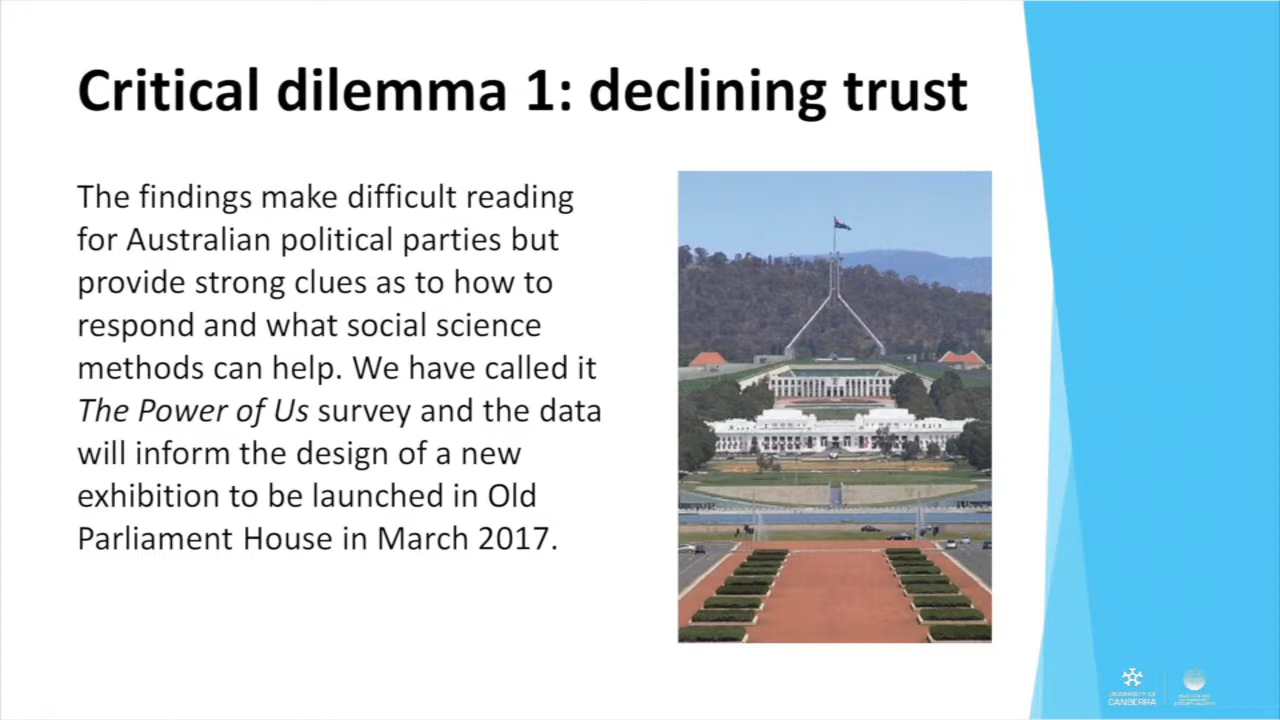 Critical dilemma 1: declining trust
The findings make difficult reading
for Australian political parties but
provide strong clues as to how to
respond and what social science
methods can help. We have called it
The Power of Us survey and the data
will inform the design of a new
exhibition to be launched in Old
Parliament House in March 2017.
UNIVERSITY OF
CANBERRA